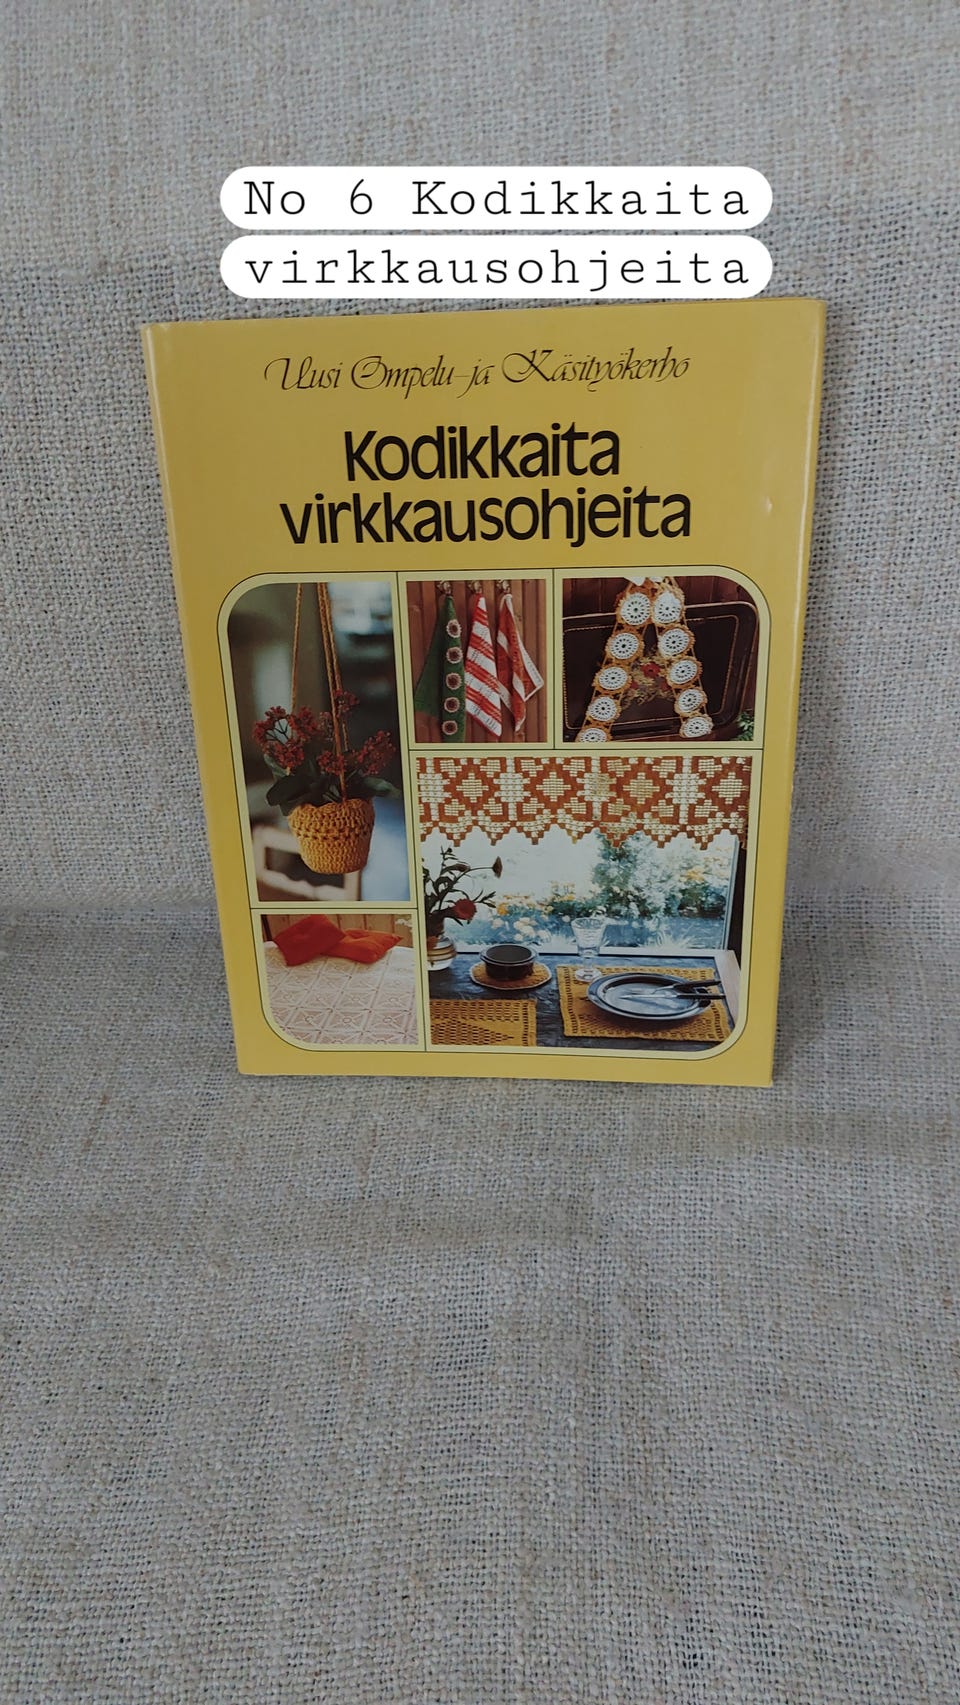 No 6 Kodikkaita
virkkausohjeita
Uusi Ompelu-ja Käsityökerho
Kodikkaita
virkkausohjeita